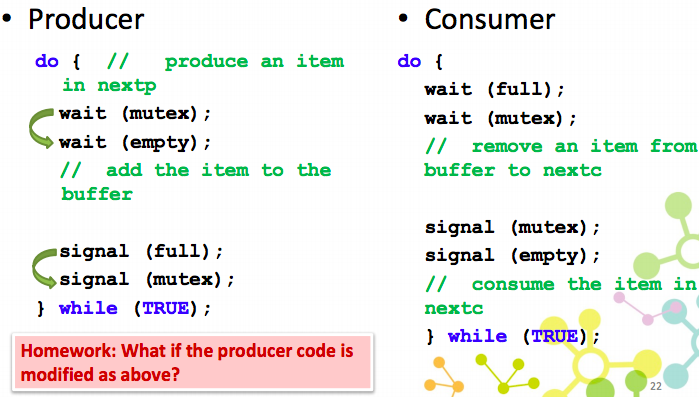 • Producer
do { // produce an item
in nextp
wait (mutex);
wait (empty);
// add the item to the
buffer
signal (full);
signal (mutex);
} while (TRUE);
Homework: What if the producer code is
modified as above?
• Consumer
do {
wait (full);
wait (mutex);
// remove an item from
buffer to nextc
signal (mutex);
signal (empty);
// consume the item in
nextc
} while (TRUE);
22